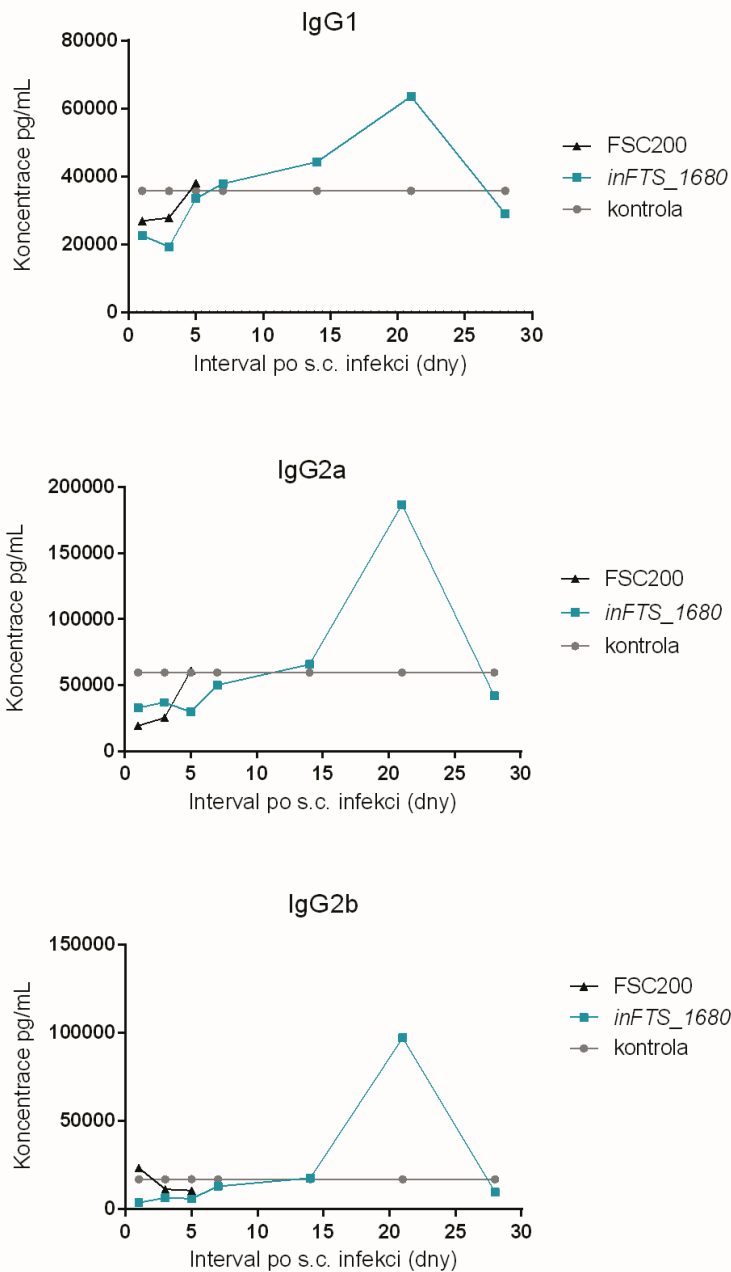 IgG1
Koncentrace pg/mL
80000
60000
40000
20000
0
0 5 10 15 20 25 30
Interval po s.c. infekci (dny)
FSC200
inFTS_1680
kontrola
IgG2a
Koncentrace pg/mL
200000
150000
100000
50000
0
0 5 10 15 20 25 30
Interval po s.c. infekci (dny)
FSC200
inFTS_1680
kontrola
IgG2b
Koncentrace pg/mL
150000
100000
50000
0
0 5 10 15 20 25 30
Interval po s.c. infekci (dny)
FSC200
inFTS_1680
kontrola